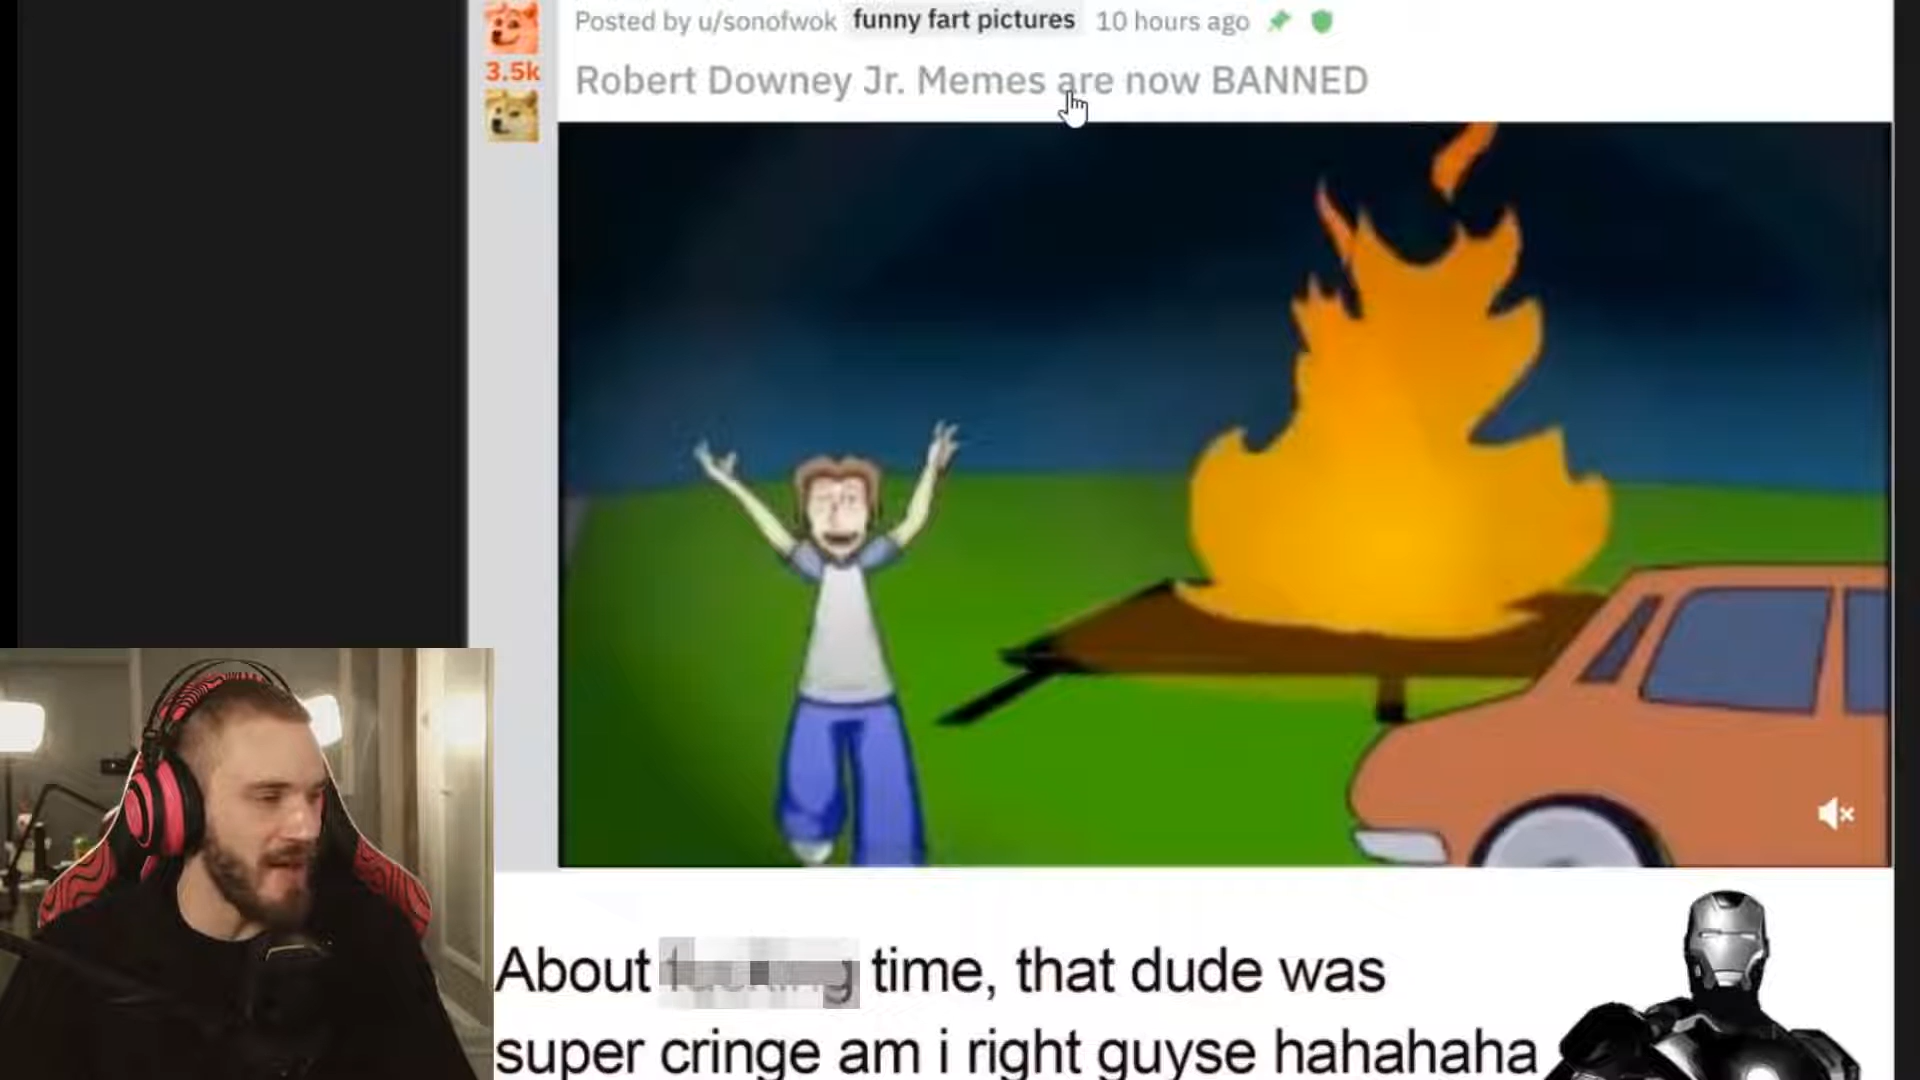 Posted by u/sonofwok funny fart pictures 10 hours ago
3.5k
Robert Downey Jr. Memes are now BANNED
About time, that dude was
super cringe am i right guyse hahahaha